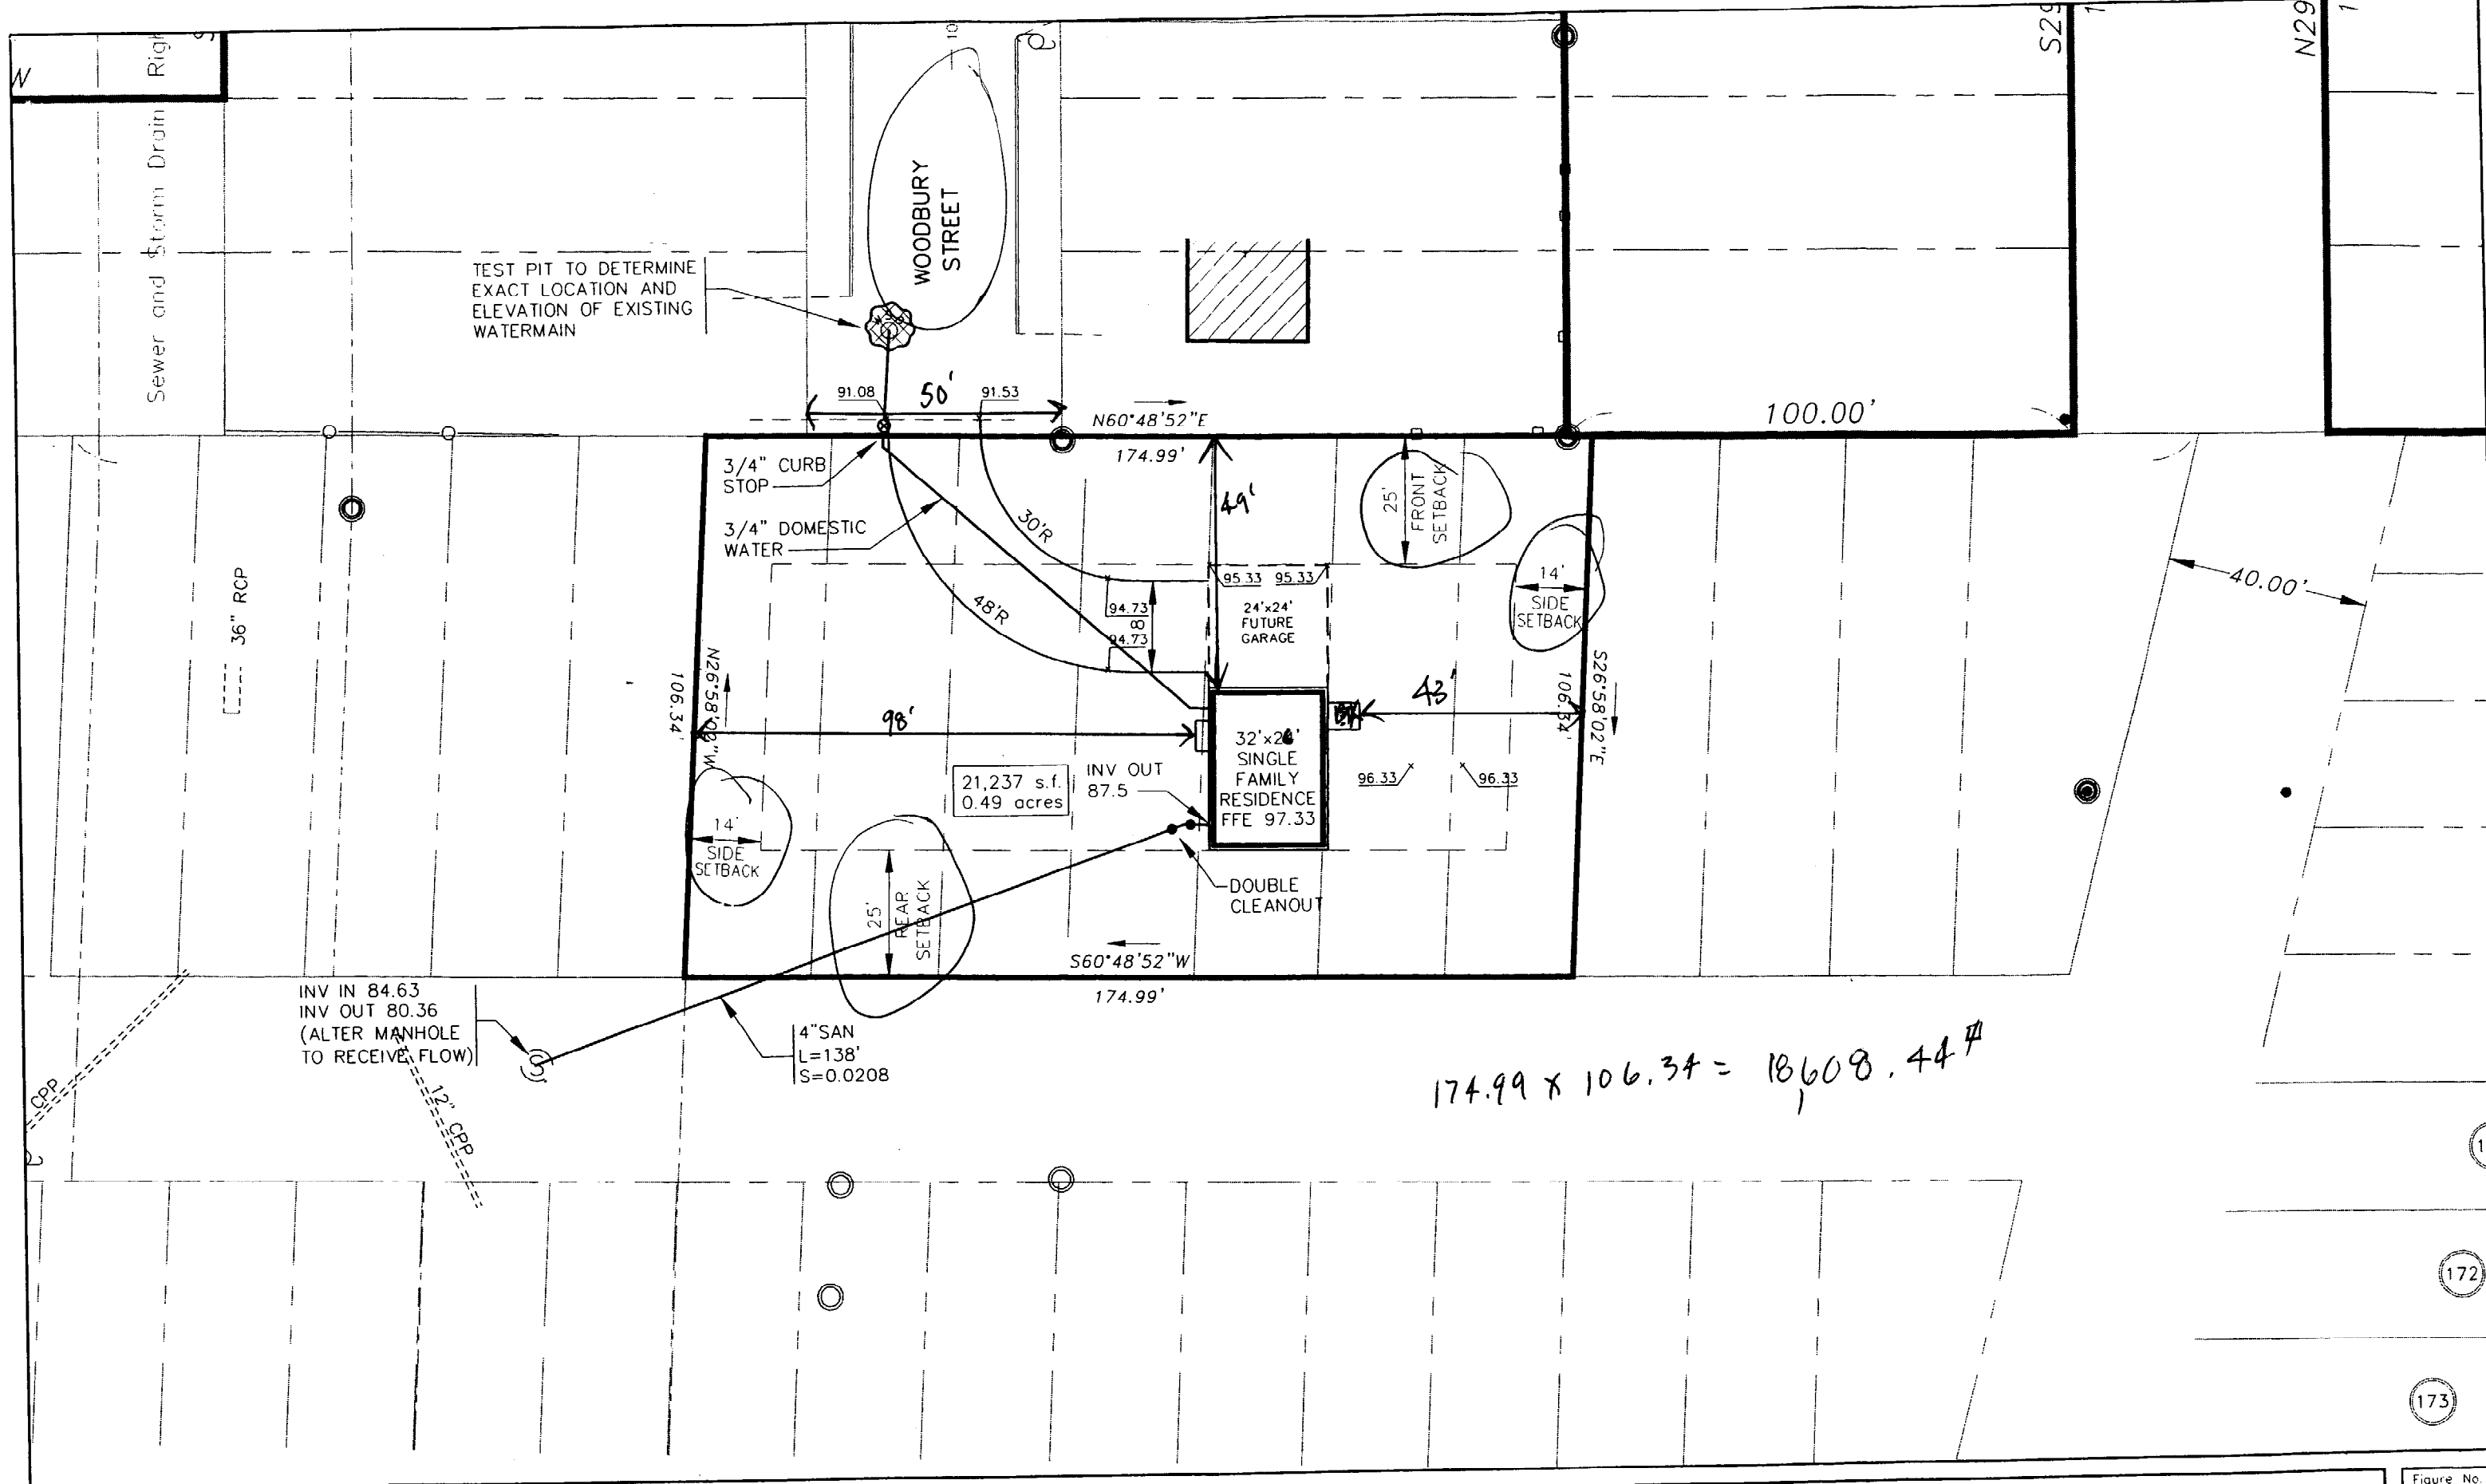 N
Sewer and Storm Drain Righ
S
10
S29
N29
WOODBURY
STREET
TEST PIT TO DETERMINE
EXACT LOCATION AND
ELEVATION OF EXISTING
WATERMAIN
91.08
50'
91.53
N60°48'52"E
174.99'
100.00'
3/4" CURB
STOP
3/4" DOMESTIC
WATER
30'R
48'R
49'
25'
FRONT
SETBACK
14'
SIDE
SETBACK
40.00'
36" RCP
95.33 95.33
24'x24'
FUTURE
GARAGE
94.73
94.73
N26°58'02"W
106.34'
S26°58'02"E
106.34'
98'
43'
32'x26'
SINGLE
FAMILY
RESIDENCE
FFE 97.33
21,237 s.f.
0.49 acres
INV OUT
87.5
96.33
96.33
14'
SIDE
SETBACK
25'
REAR
SETBACK
DOUBLE
CLEANOUT
S60°48'52"W
174.99'
INV IN 84.63
INV OUT 80.36
(ALTER MANHOLE
TO RECEIVE FLOW)
4"SAN
L=138'
S=0.0208
CPP
12" CPP
174.99 x 106.34 = 18,608.44
172
173
Figure No.